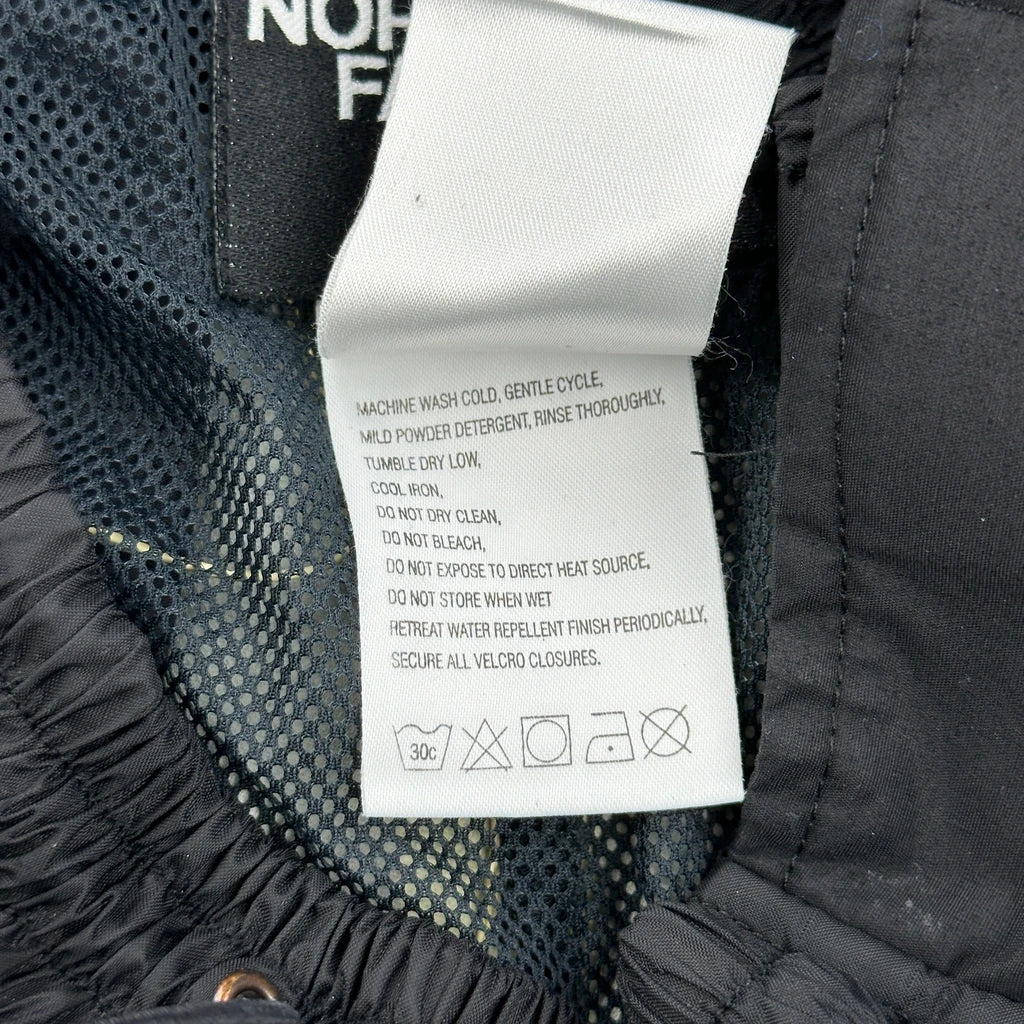 NOR
FA
MACHINE WASH COLD, GENTLE CYCLE,
MILD POWDER DETERGENT, RINSE THOROUGHLY,
TUMBLE DRY LOW,
COOL IRON,
DO NOT DRY CLEAN,
DO NOT BLEACH,
DO NOT EXPOSE TO DIRECT HEAT SOURCE,
DO NOT STORE WHEN WET
RETREAT WATER REPELLENT FINISH PERIODICALLY,
SECURE ALL VELCRO CLOSURES.
30c